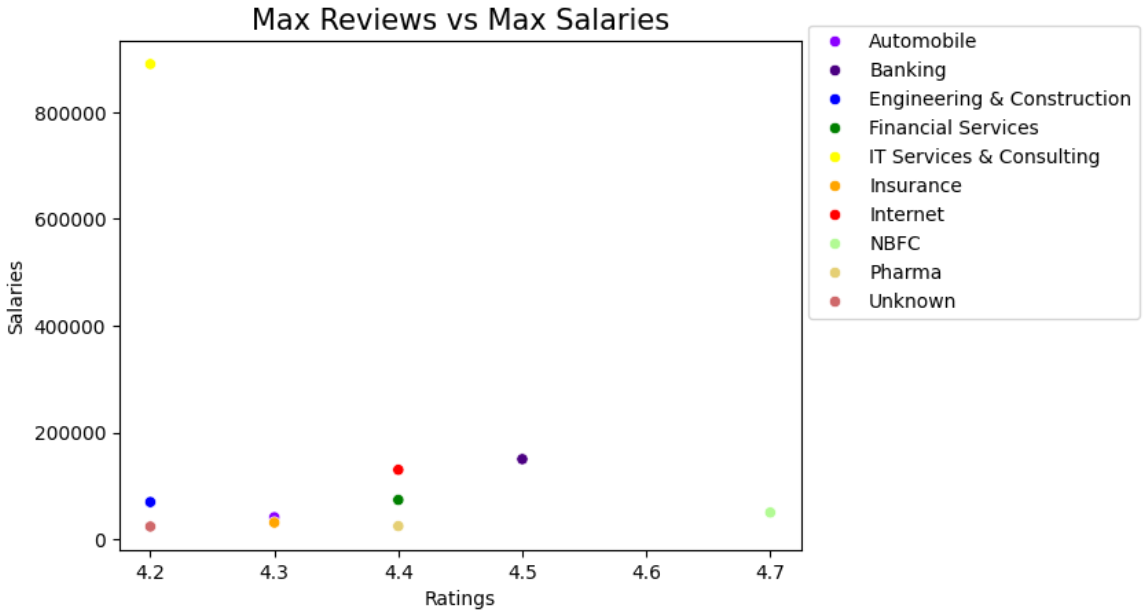 Max Reviews vs Max Salaries
Automobile
Banking
Engineering & Construction
Financial Services
IT Services & Consulting
Insurance
Internet
NBFC
Pharma
Unknown
Salaries
800000
600000
400000
200000
0
4.2 4.3 4.4 4.5 4.6 4.7
Ratings